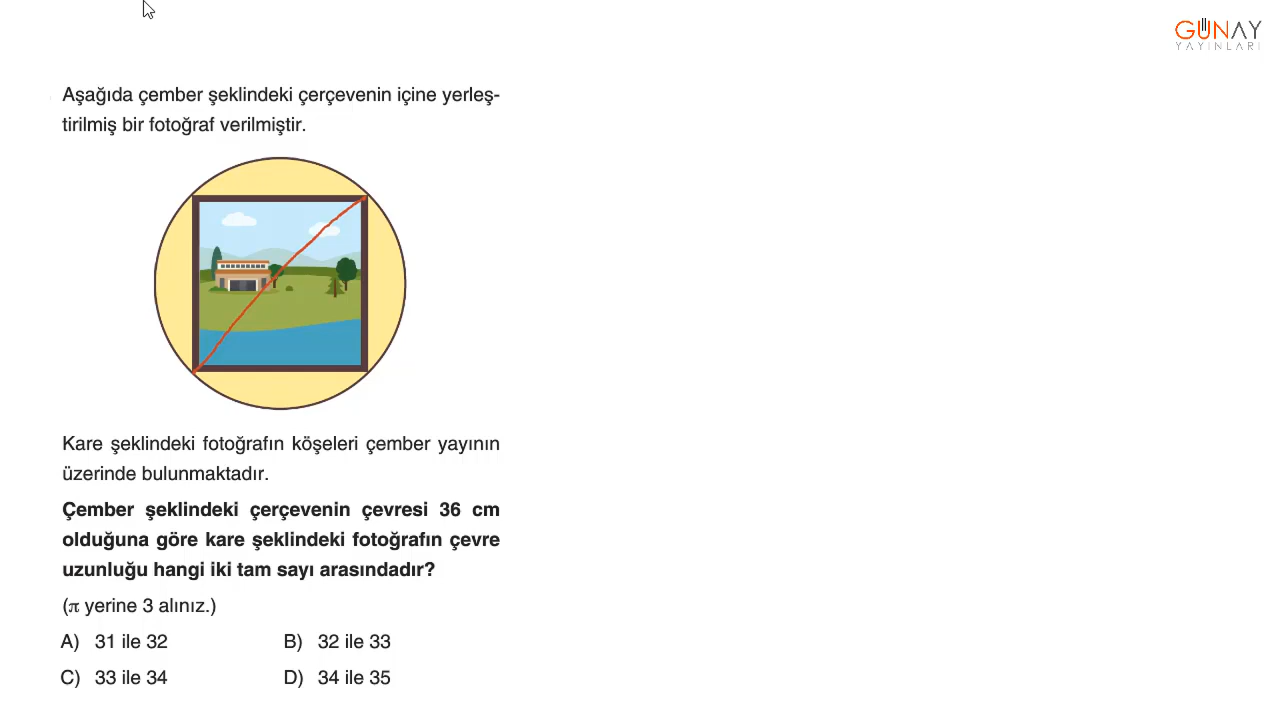 GÜNAY
YAYINLARI
Aşağıda çember şeklindeki çerçevenin içine yerleş-
tirilmiş bir fotoğraf verilmiştir.
Kare şeklindeki fotoğrafın köşeleri çember yayının
üzerinde bulunmaktadır.
Çember şeklindeki çerçevenin çevresi 36 cm
olduğuna göre kare şeklindeki fotoğrafın çevre
uzunluğu hangi iki tam sayı arasındadır?
(π yerine 3 alınız.)
A) 31 ile 32 B) 32 ile 33
C) 33 ile 34 D) 34 ile 35